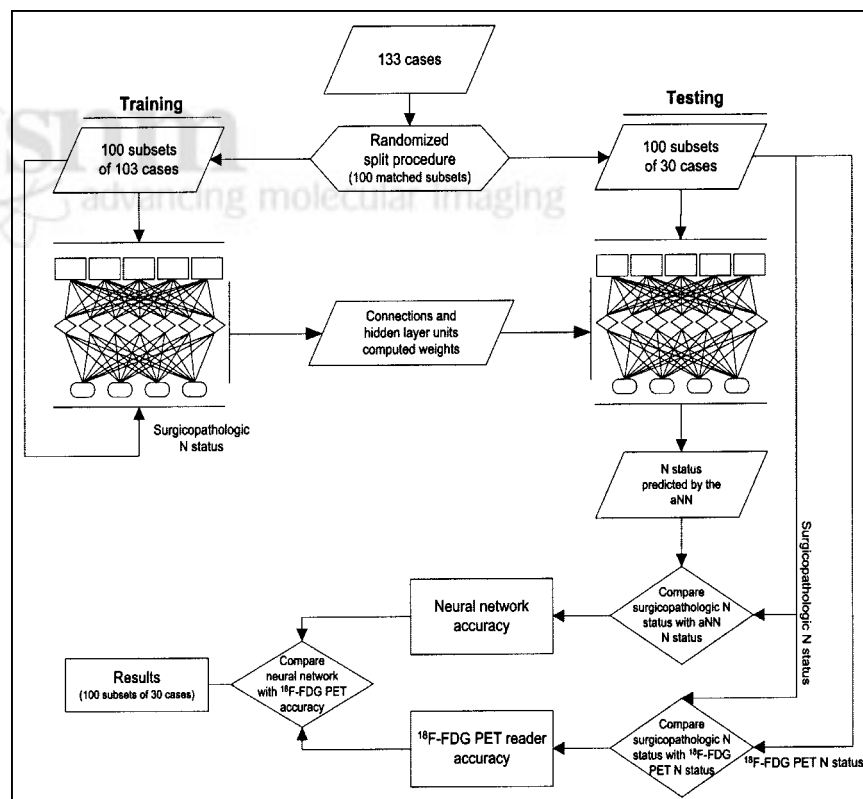 133 cases
Training
Testing
snm
advancing molecular imaging
100 subsets
of 103 cases
Randomized
split procedure
(100 matched subsets)
100 subsets
of 30 cases
Connections and
hidden layer units
computed weights
Surgicopathologic
N status
N status
predicted by the
aNN
Surgicopathologic N status
Neural network
accuracy
Compare
surgicopathologic N
status with aNN
N status
Results
(100 subsets of 30 cases)
Compare
neural network
with ¹⁸F-FDG PET
accuracy
¹⁸F-FDG PET reader
accuracy
Compare
surgicopathologic N
status with ¹⁸F-FDG
PET N status
¹⁸F-FDG PET N status